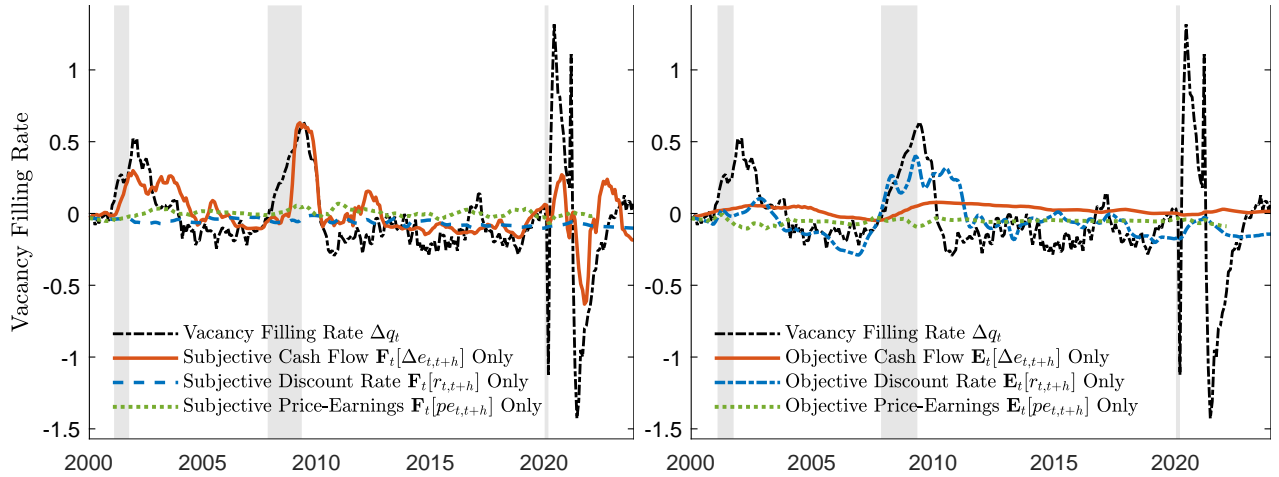 Vacancy Filling Rate
1
0.5
0
-0.5
-1
-1.5
Vacancy Filling Rate Δq_t
Subjective Cash Flow F_t[Δe_{t,t+h}] Only
Subjective Discount Rate F_t[r_{t,t+h}] Only
Subjective Price-Earnings F_t[pe_{t,t+h}] Only
2000 2005 2010 2015 2020
1
0.5
0
-0.5
-1
-1.5
Vacancy Filling Rate Δq_t
Objective Cash Flow E_t[Δe_{t,t+h}] Only
Objective Discount Rate E_t[r_{t,t+h}] Only
Objective Price-Earnings E_t[pe_{t,t+h}] Only
2000 2005 2010 2015 2020